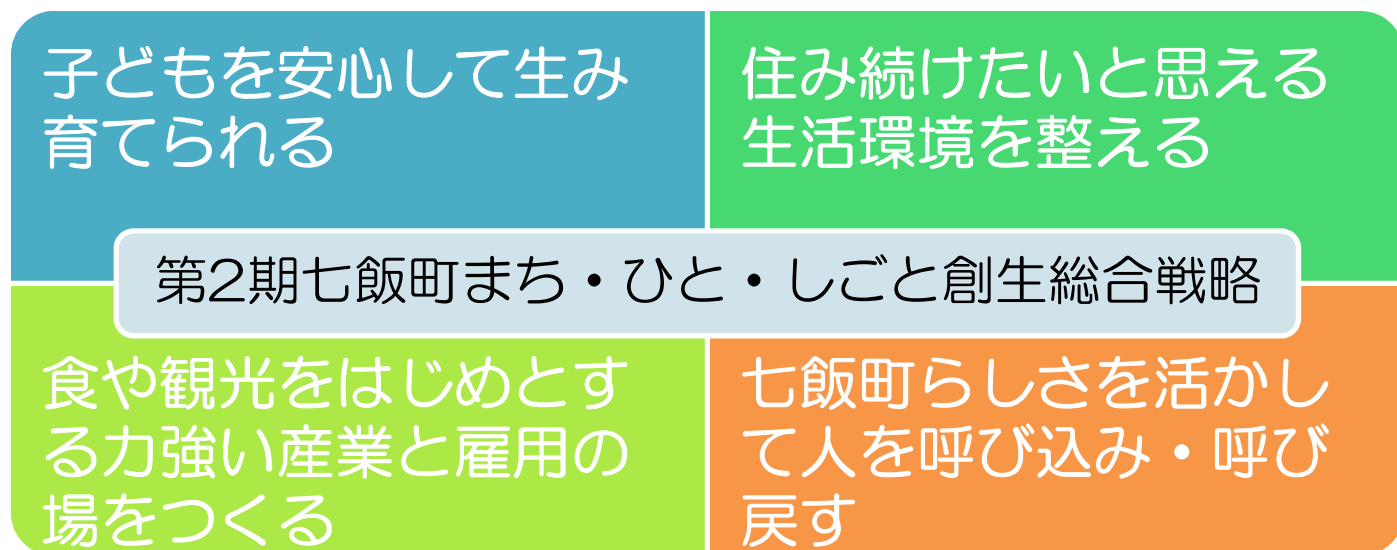 子どもを安心して生み
育てられる
住み続けたいと思える
生活環境を整える
第2期七飯町まち・ひと・しごと創生総合戦略
食や観光をはじめとす
る力強い産業と雇用の
場をつくる
七飯町らしさを活かし
て人を呼び込み・呼び
戻す